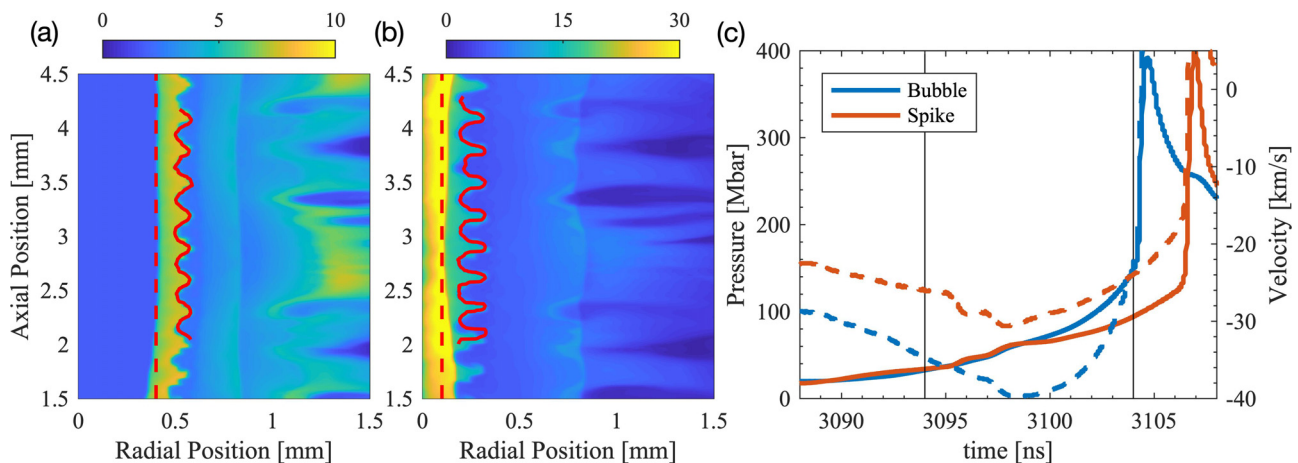 (a)
0 5 10
(b)
0 15 30
(c)
Axial Position [mm]
4.5
4
3.5
3
2.5
2
1.5
0 0.5 1 1.5
Radial Position [mm]
4.5
4
3.5
3
2.5
2
1.5
0 0.5 1 1.5
Radial Position [mm]
Pressure [Mbar]
400
300
200
100
0
Bubble
Spike
3090 3095 3100 3105
time [ns]
0
-10
-20
-30
-40
Velocity [km/s]